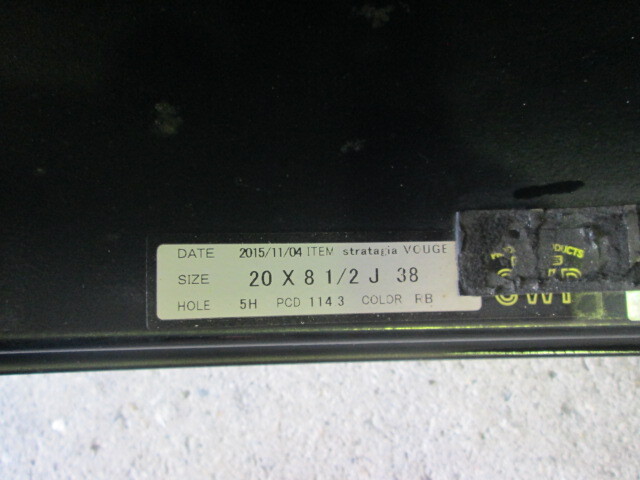 DATE 2015/11/04 ITEM stratagia VOUGE
SIZE 20 X 8 1/2 J 38
HOLE 5H PCD 114.3 COLOR RB